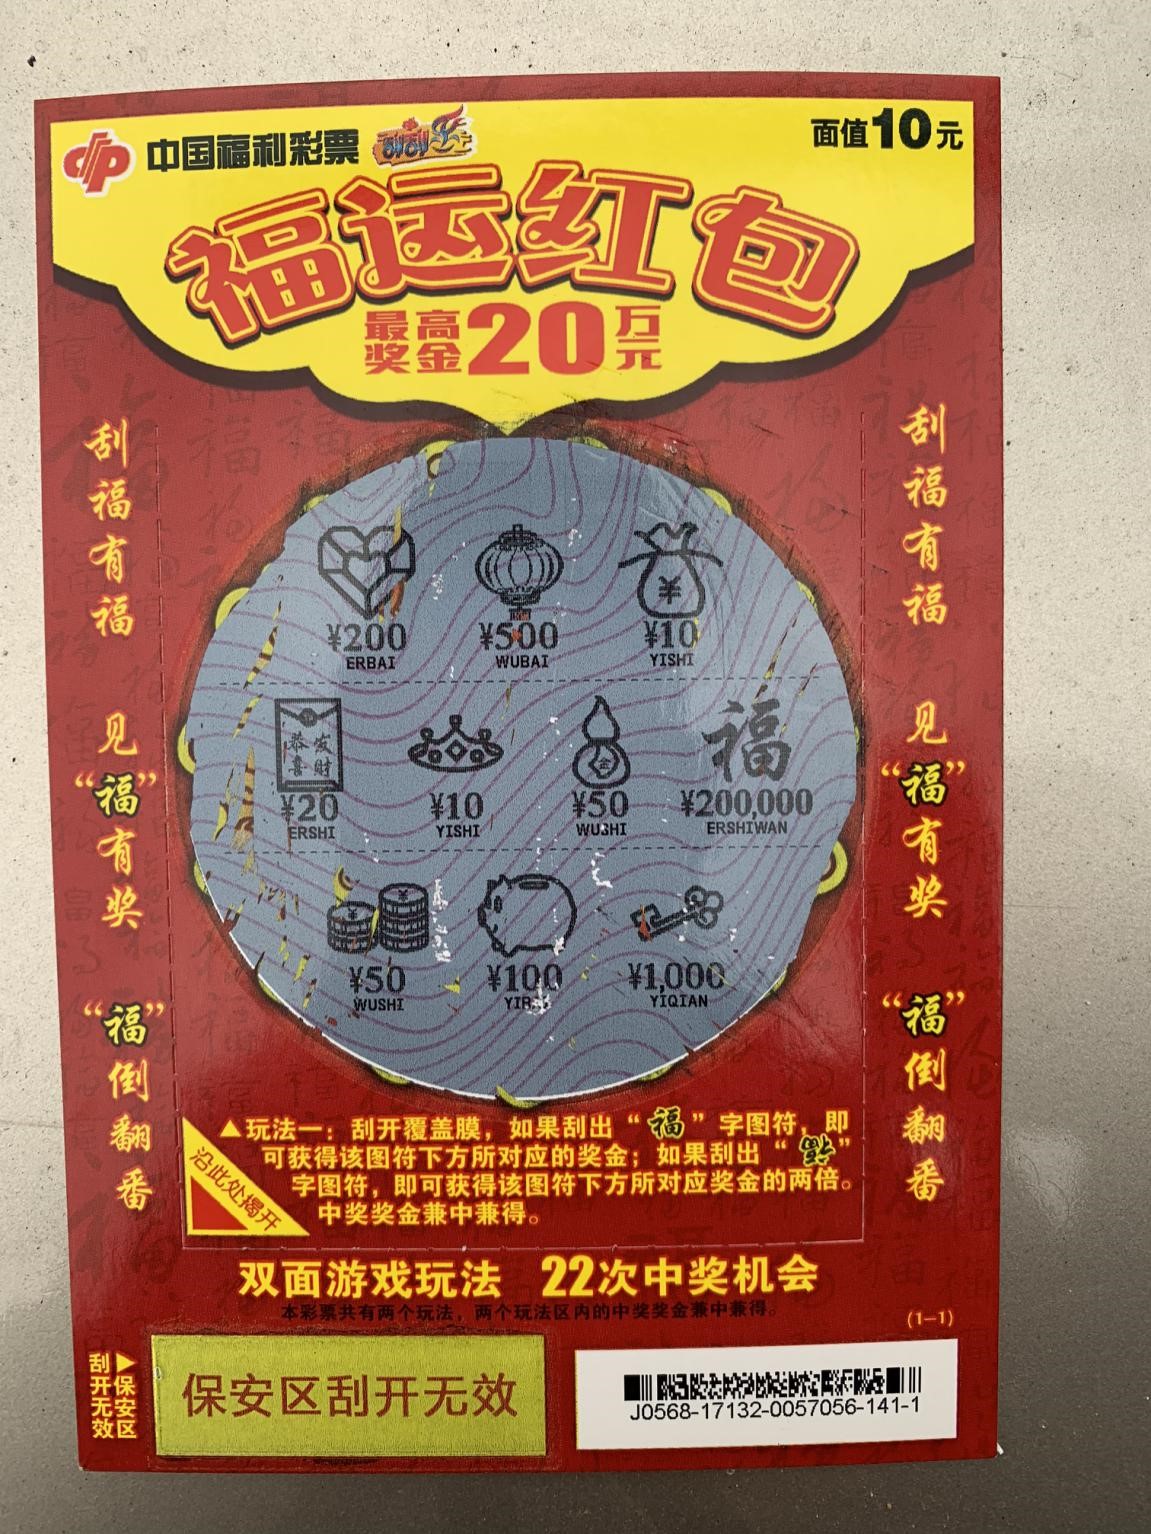 中国福利彩票 刮刮乐
面值10元
福运红包
最高奖金20万元
刮福有福
见“福”有奖
“福”倒翻番
刮福有福
见“福”有奖
“福”倒翻番
¥
¥200 ¥500 ¥10
ERBAI WUBAI YISHI
恭喜发财
福
¥20 ¥10 ¥50 ¥200,000
ERSHI YISHI WUSHI ERSHIWAN
¥50 ¥100 ¥1,000
WUSHI YIQIAN
▲玩法一：刮开覆盖膜，如果刮出“福”字图符，即
可获得该图符下方所对应的奖金；如果刮出“福”
字图符，即可获得该图符下方所对应奖金的两倍。
中奖奖金兼中兼得。
沿此处揭开
双面游戏玩法 22次中奖机会
本彩票共有两个玩法，两个玩法区内的中奖奖金兼中兼得。
(1-1)
▶保安区
刮开无效
保安区刮开无效
J0568-17132-0057056-141-1